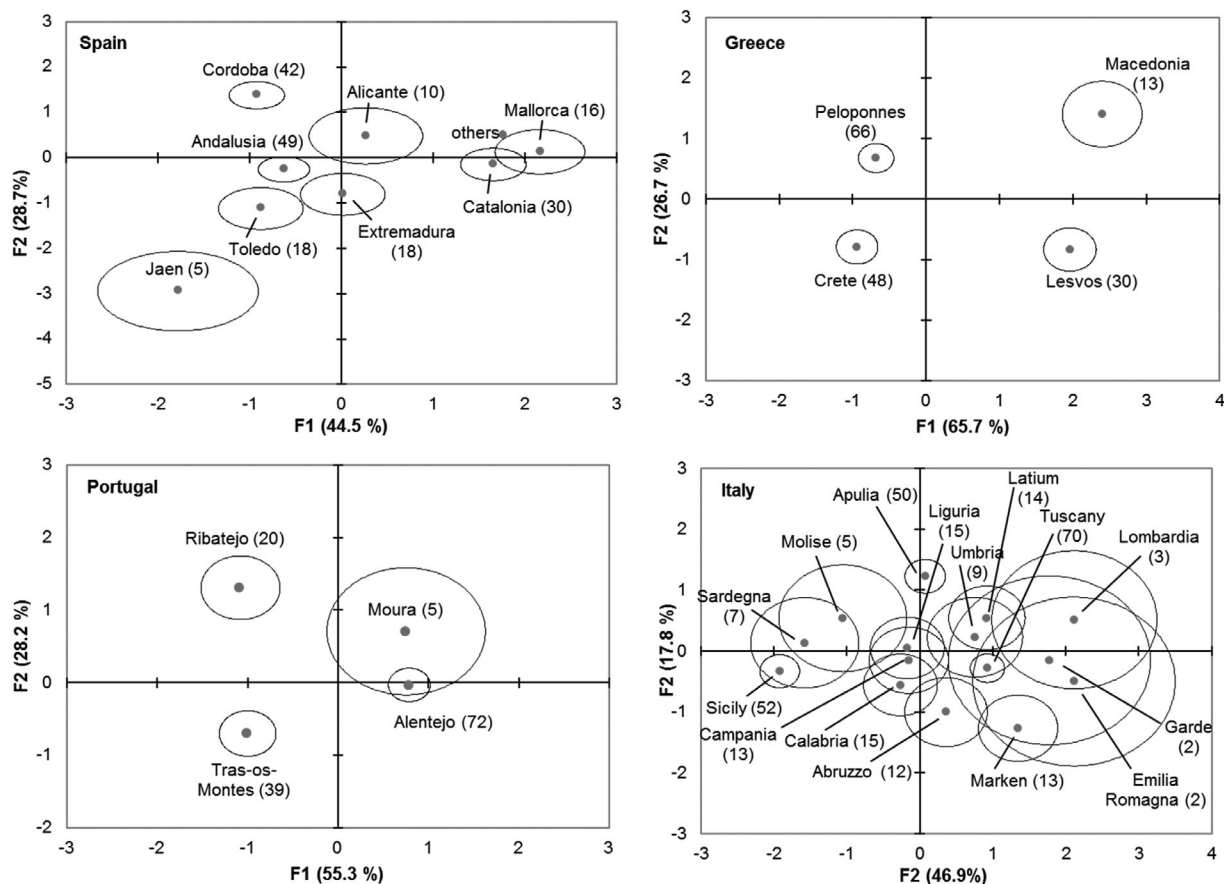 Spain
3
2
1
0
-1
-2
-3
-4
-5
F2 (28.7%)
Cordoba (42)
Alicante (10)
Mallorca (16)
others
Andalusia (49)
Catalonia (30)
Extremadura
(18)
Toledo (18)
Jaen (5)
-3
-2
-1
0
1
2
3
F1 (44.5 %)
Greece
3
2
1
0
-1
-2
-3
F2 (26.7 %)
Macedonia
(13)
Peloponnes
(66)
Crete (48)
Lesvos (30)
-3
-2
-1
0
1
2
3
4
F1 (65.7 %)
Portugal
3
2
1
0
-1
-2
F2 (28.2 %)
Ribatejo (20)
Moura (5)
Alentejo (72)
Tras-os-
Montes (39)
-3
-2
-1
0
1
2
3
F1 (55.3 %)
Italy
3
2
1
0
-1
-2
-3
F2 (17.8 %)
Apulia (50)
Liguria
(15)
Latium
(14)
Tuscany
(70)
Lombardia
(3)
Molise (5)
Umbria
(9)
Sardegna
(7)
Sicily (52)
Campania
(13)
Calabria (15)
Abruzzo (12)
Marken (13)
Garde
(2)
Emilia
Romagna (2)
-3
-2
-1
0
1
2
3
4
F2 (46.9%)